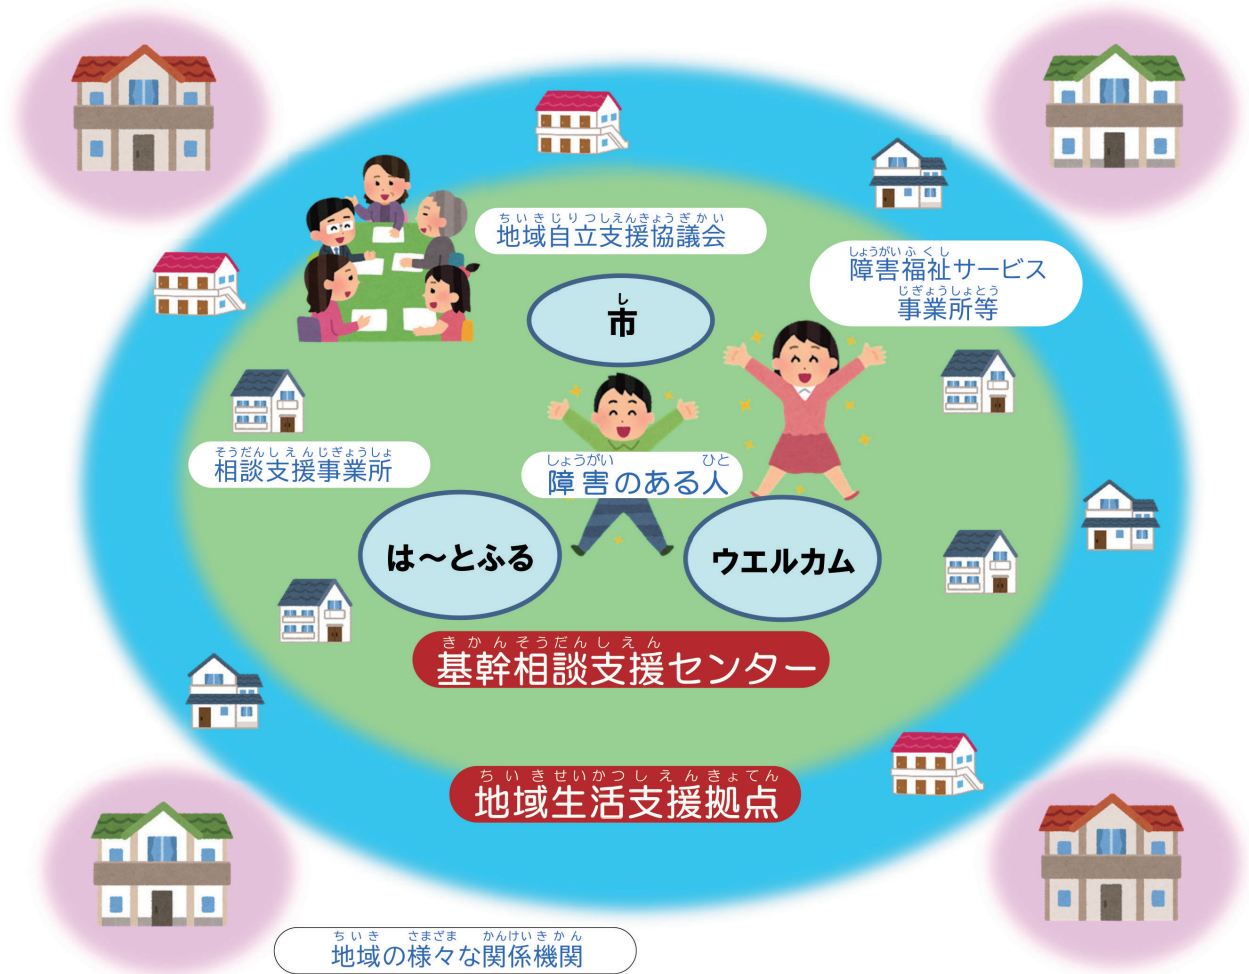 ちいきじりつしえんきょうぎかい
地域自立支援協議会
しょうがいふくし
障害福祉サービス
じぎょうしょとう
事業所等
し
市
そうだんしえんじぎょうしょ
相談支援事業所
しょうがい ひと
障害のある人
は～とふる
ウエルカム
きかんそうだんしえん
基幹相談支援センター
ちいきせいかつしえんきょてん
地域生活支援拠点
ちいき さまざま かんけいきかん
地域の様々な関係機関